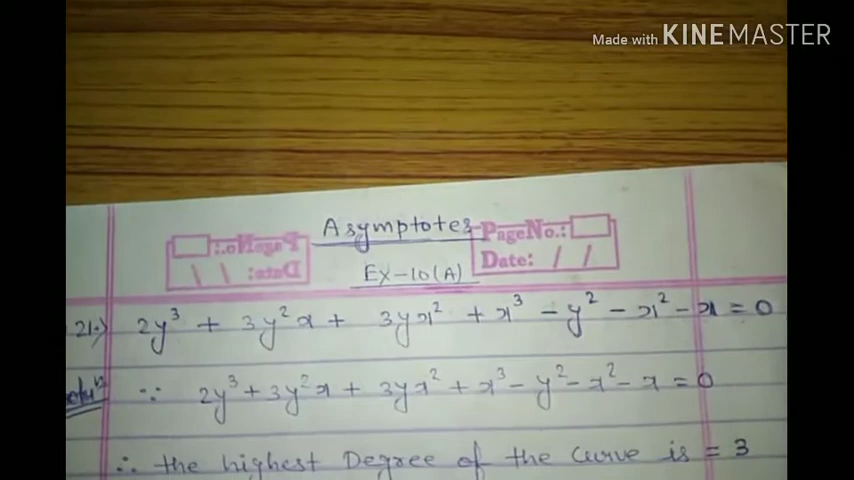 Made with KINEMASTER
Asymptotes
PageNo.:
Date: / /
Ex-10(A)
21.) 2y³ + 3y²x + 3yx² + x³ - y² - x² - x = 0
∵ 2y³ + 3y²x + 3yx² + x³ - y² - x² - x = 0
∴ the highest Degree of the curve is = 3